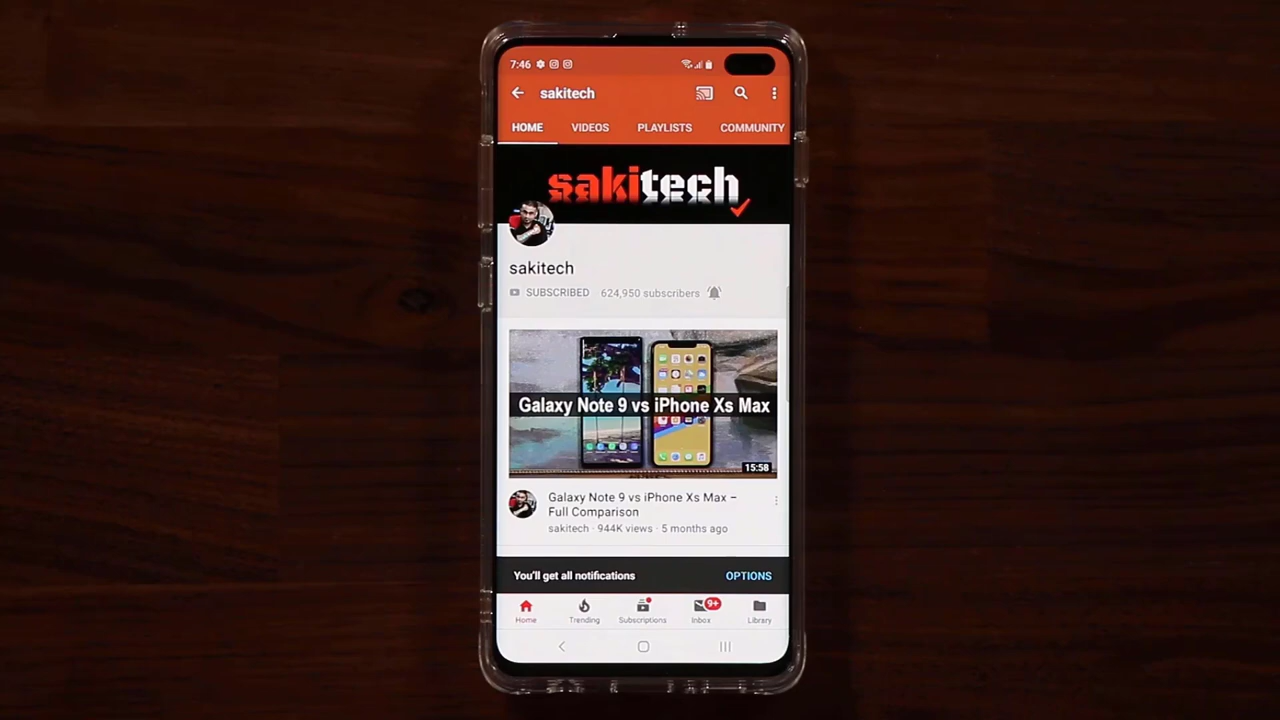 7:46
sakitech
HOME VIDEOS PLAYLISTS COMMUNITY
sakitech
sakitech
SUBSCRIBED 624,950 subscribers
Galaxy Note 9 vs iPhone Xs Max
15:58
Galaxy Note 9 vs iPhone Xs Max –
Full Comparison
sakitech · 944K views · 5 months ago
You'll get all notifications OPTIONS
9+
Home Trending Subscriptions Inbox Library